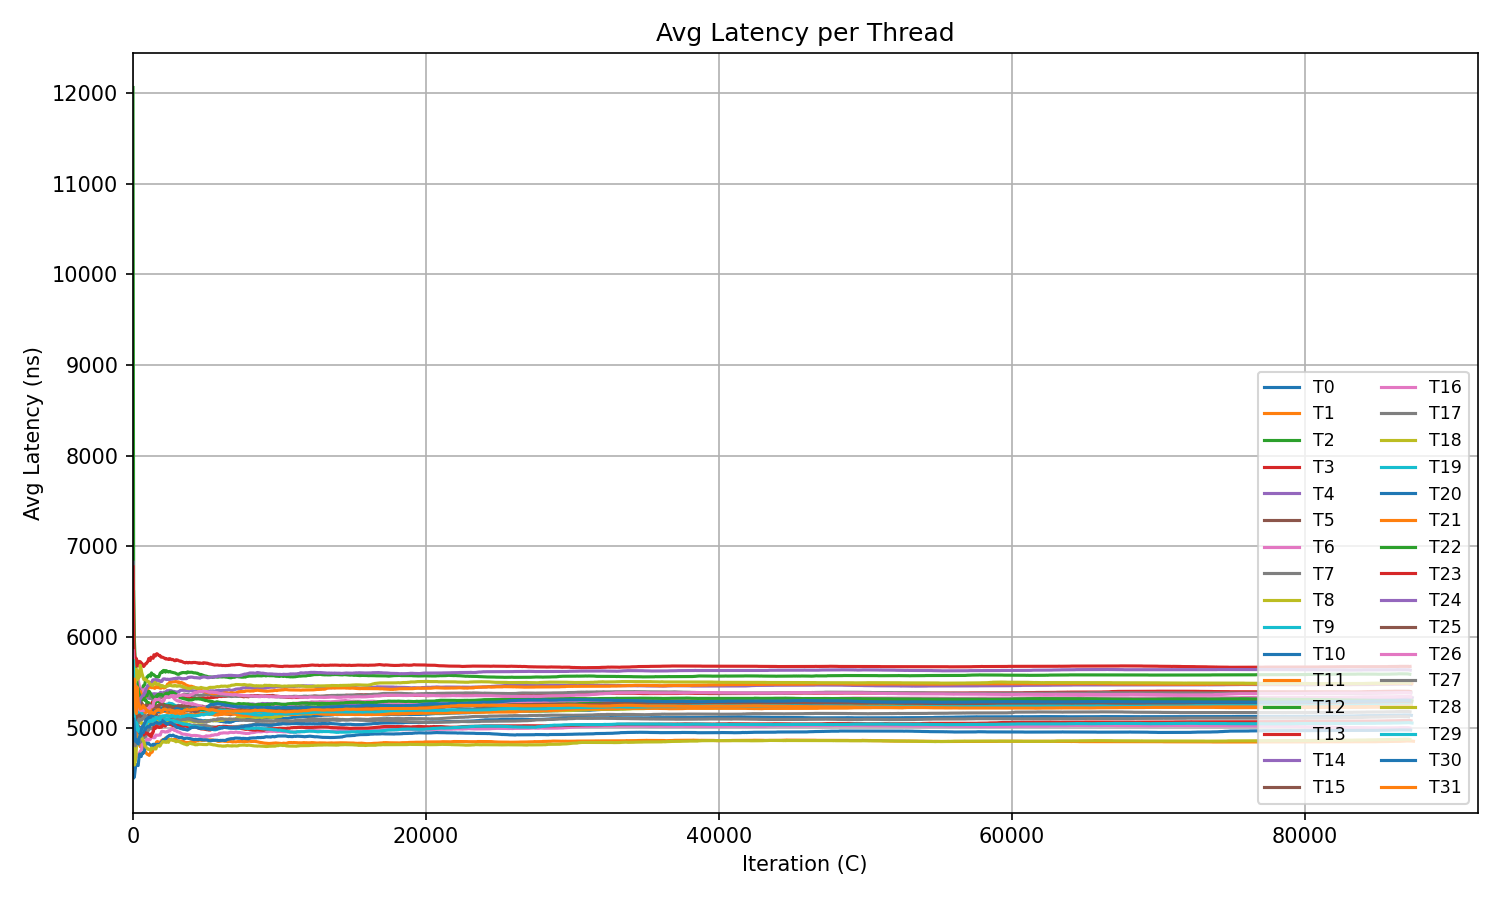 Avg Latency per Thread
Avg Latency (ns)
12000
11000
10000
9000
8000
7000
6000
5000
0
20000
40000
60000
80000
Iteration (C)
T0
T1
T2
T3
T4
T5
T6
T7
T8
T9
T10
T11
T12
T13
T14
T15
T16
T17
T18
T19
T20
T21
T22
T23
T24
T25
T26
T27
T28
T29
T30
T31